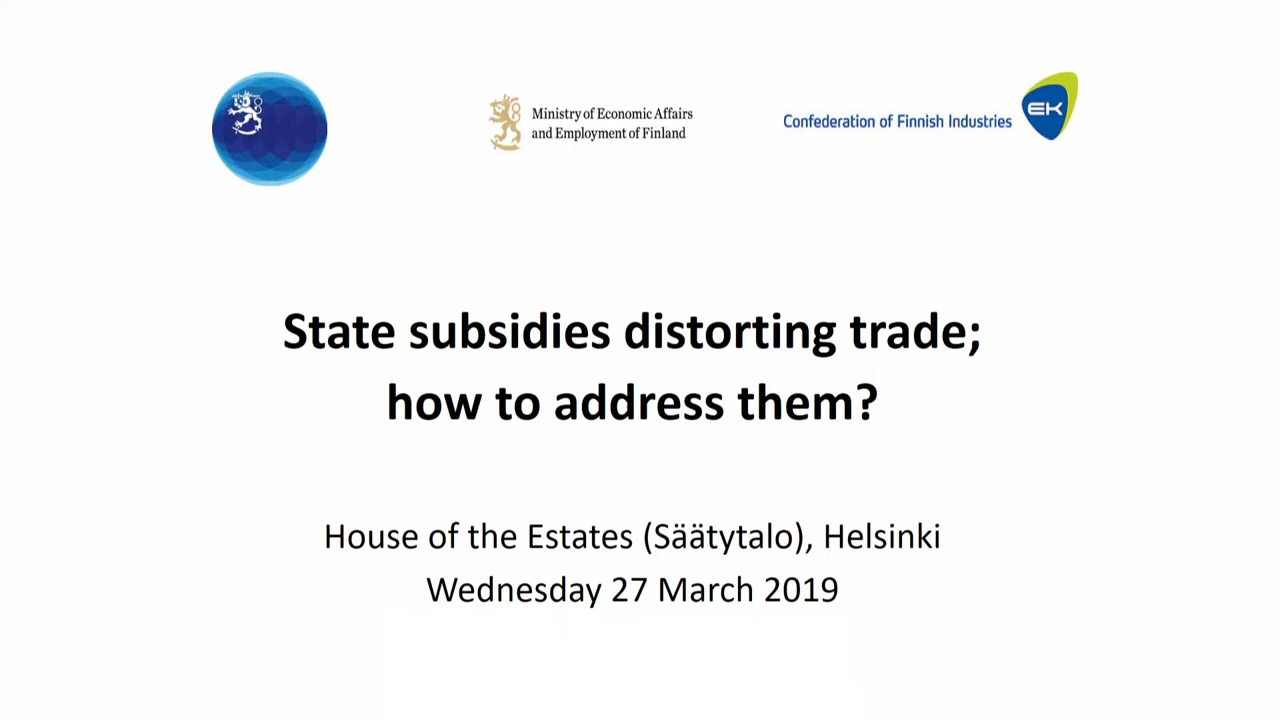 Ministry of Economic Affairs
and Employment of Finland
Confederation of Finnish Industries
EK
State subsidies distorting trade;
how to address them?
House of the Estates (Säätytalo), Helsinki
Wednesday 27 March 2019